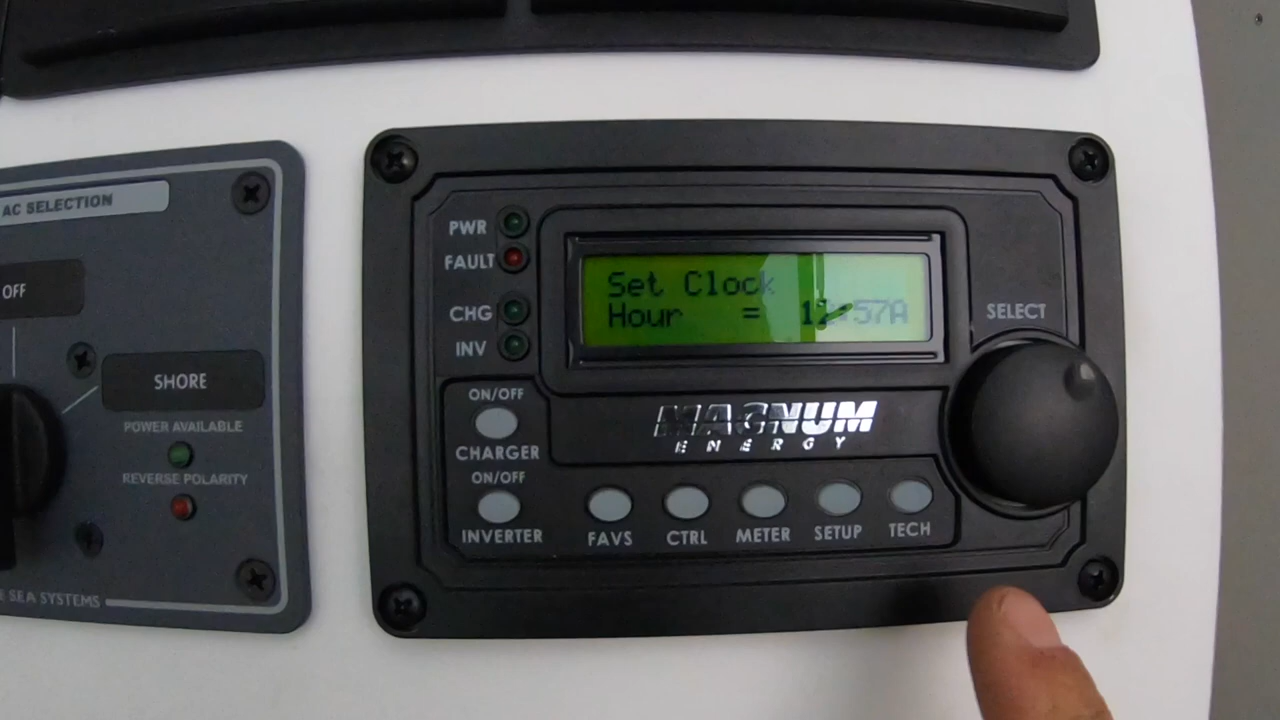 AC SELECTION
OFF
SHORE
POWER AVAILABLE
REVERSE POLARITY
SEA SYSTEMS
PWR
FAULT
CHG
INV
Set Clock
Hour = 12:57A
SELECT
ON/OFF
CHARGER
ON/OFF
INVERTER
MAGNUM
ENERGY
FAVS
CTRL
METER
SETUP
TECH